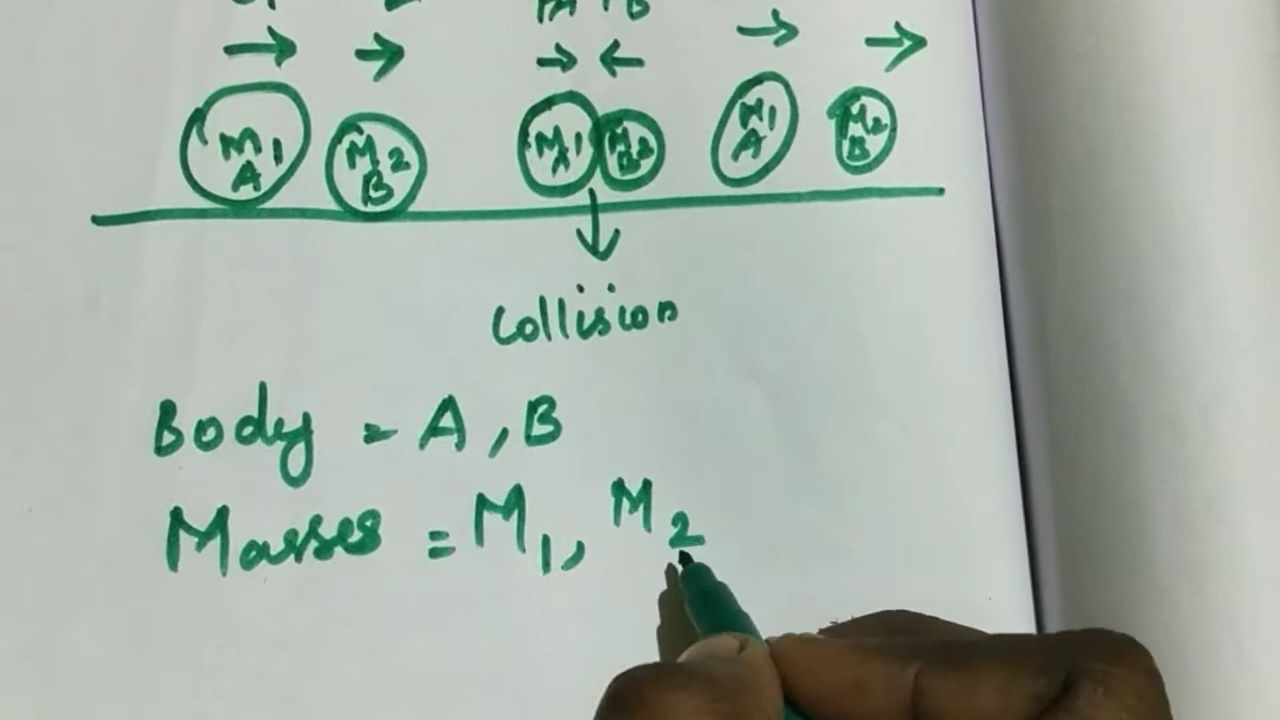 M1 M2 M1 M2 M1 M2
A B A B A B
Collision
Body = A, B
Masses = M1, M2